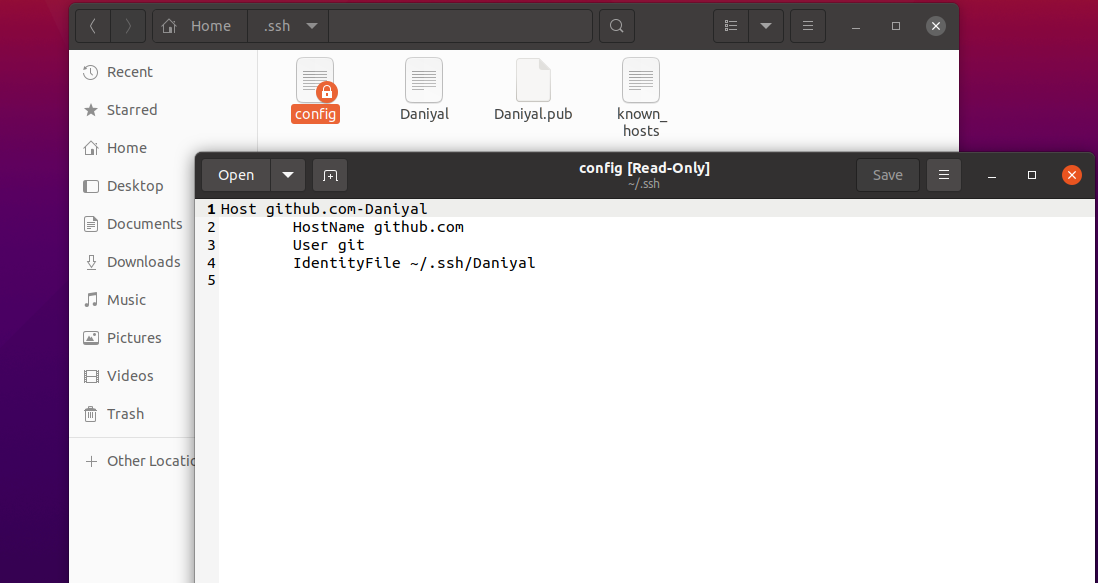 Home .ssh
Recent
Starred
Home
Desktop
Documents
Downloads
Music
Pictures
Videos
Trash
Other Locatio
config
Daniyal
Daniyal.pub
known_
hosts
Open
config [Read-Only]
~/.ssh
Save
1 Host github.com-Daniyal
2 HostName github.com
3 User git
4 IdentityFile ~/.ssh/Daniyal
5